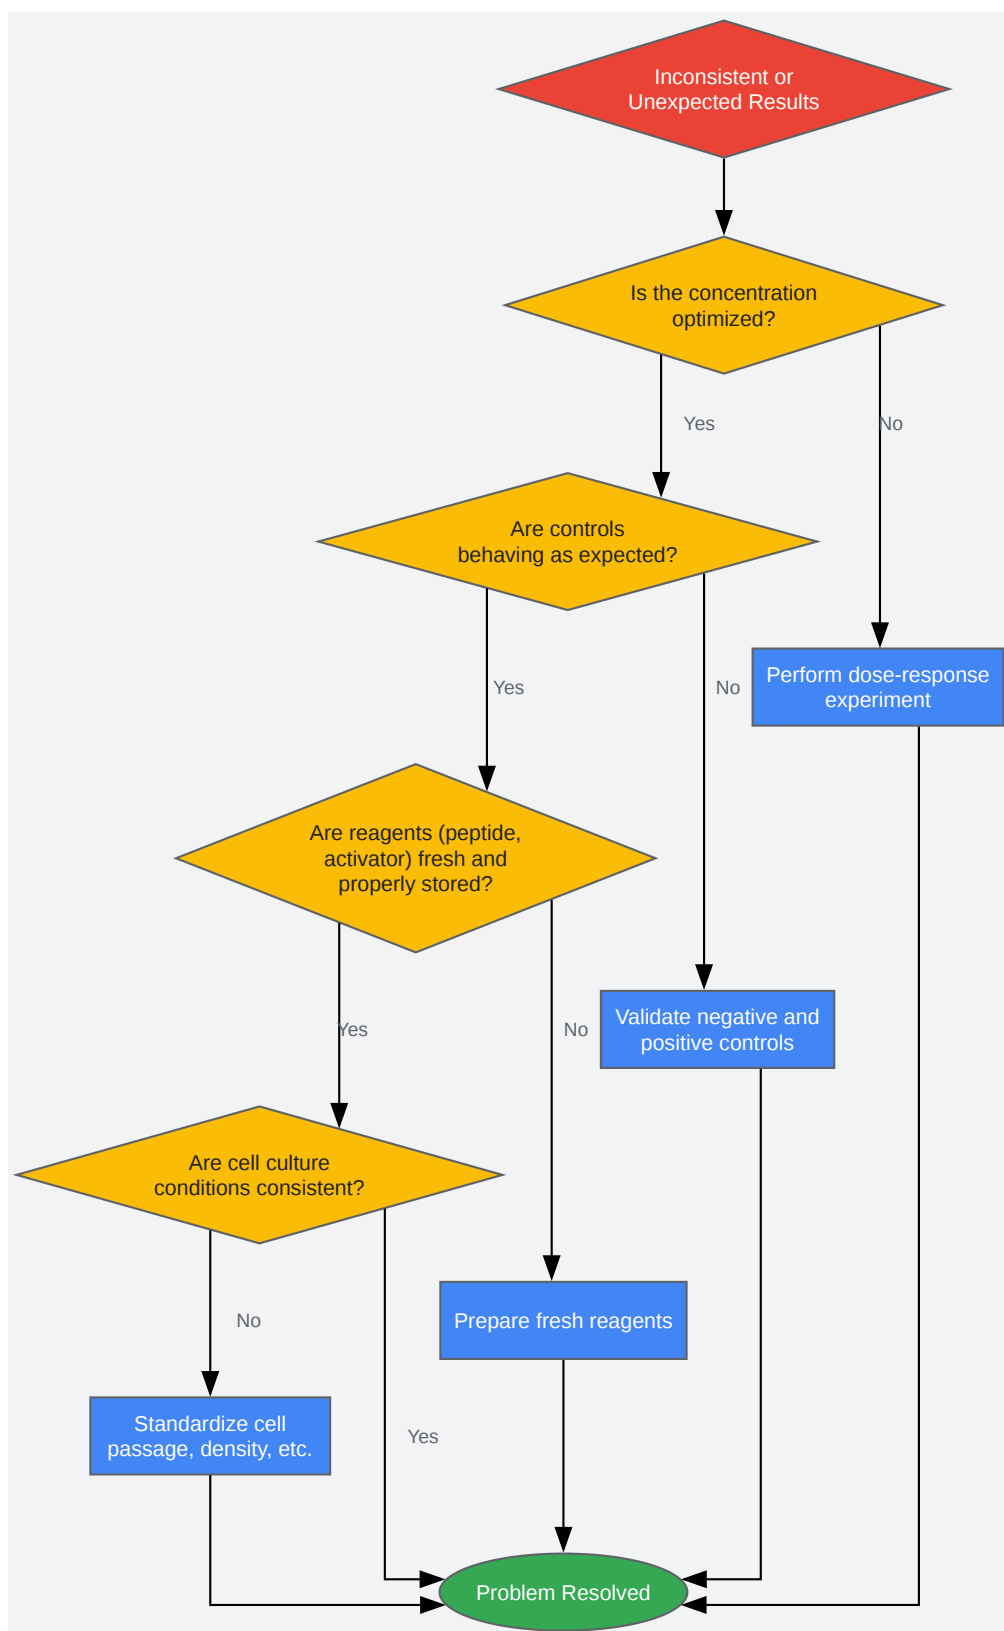 Inconsistent or
Unexpected Results
Is the concentration
optimized?
Yes
No
Are controls
behaving as expected?
Perform dose-response
experiment
Yes
No
Are reagents (peptide,
activator) fresh and
properly stored?
Validate negative and
positive controls
Yes
No
Are cell culture
conditions consistent?
No
Prepare fresh reagents
Standardize cell
passage, density, etc.
Yes
Problem Resolved